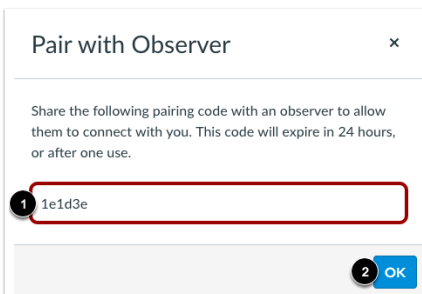 Pair with Observer ×
Share the following pairing code with an observer to allow
them to connect with you. This code will expire in 24 hours,
or after one use.
1 1e1d3e
2 OK